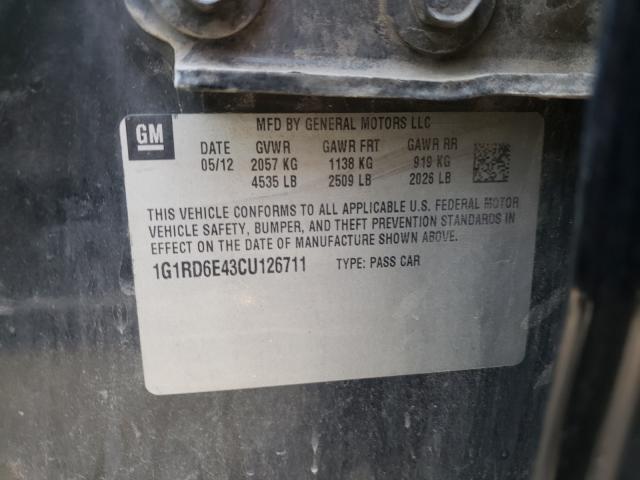 GM
MFD BY GENERAL MOTORS LLC
DATE GVWR GAWR FRT GAWR RR
05/12 2057 KG 1138 KG 919 KG
4535 LB 2509 LB 2026 LB
THIS VEHICLE CONFORMS TO ALL APPLICABLE U.S. FEDERAL MOTOR
VEHICLE SAFETY, BUMPER, AND THEFT PREVENTION STANDARDS IN
EFFECT ON THE DATE OF MANUFACTURE SHOWN ABOVE.
1G1RD6E43CU126711 TYPE: PASS CAR